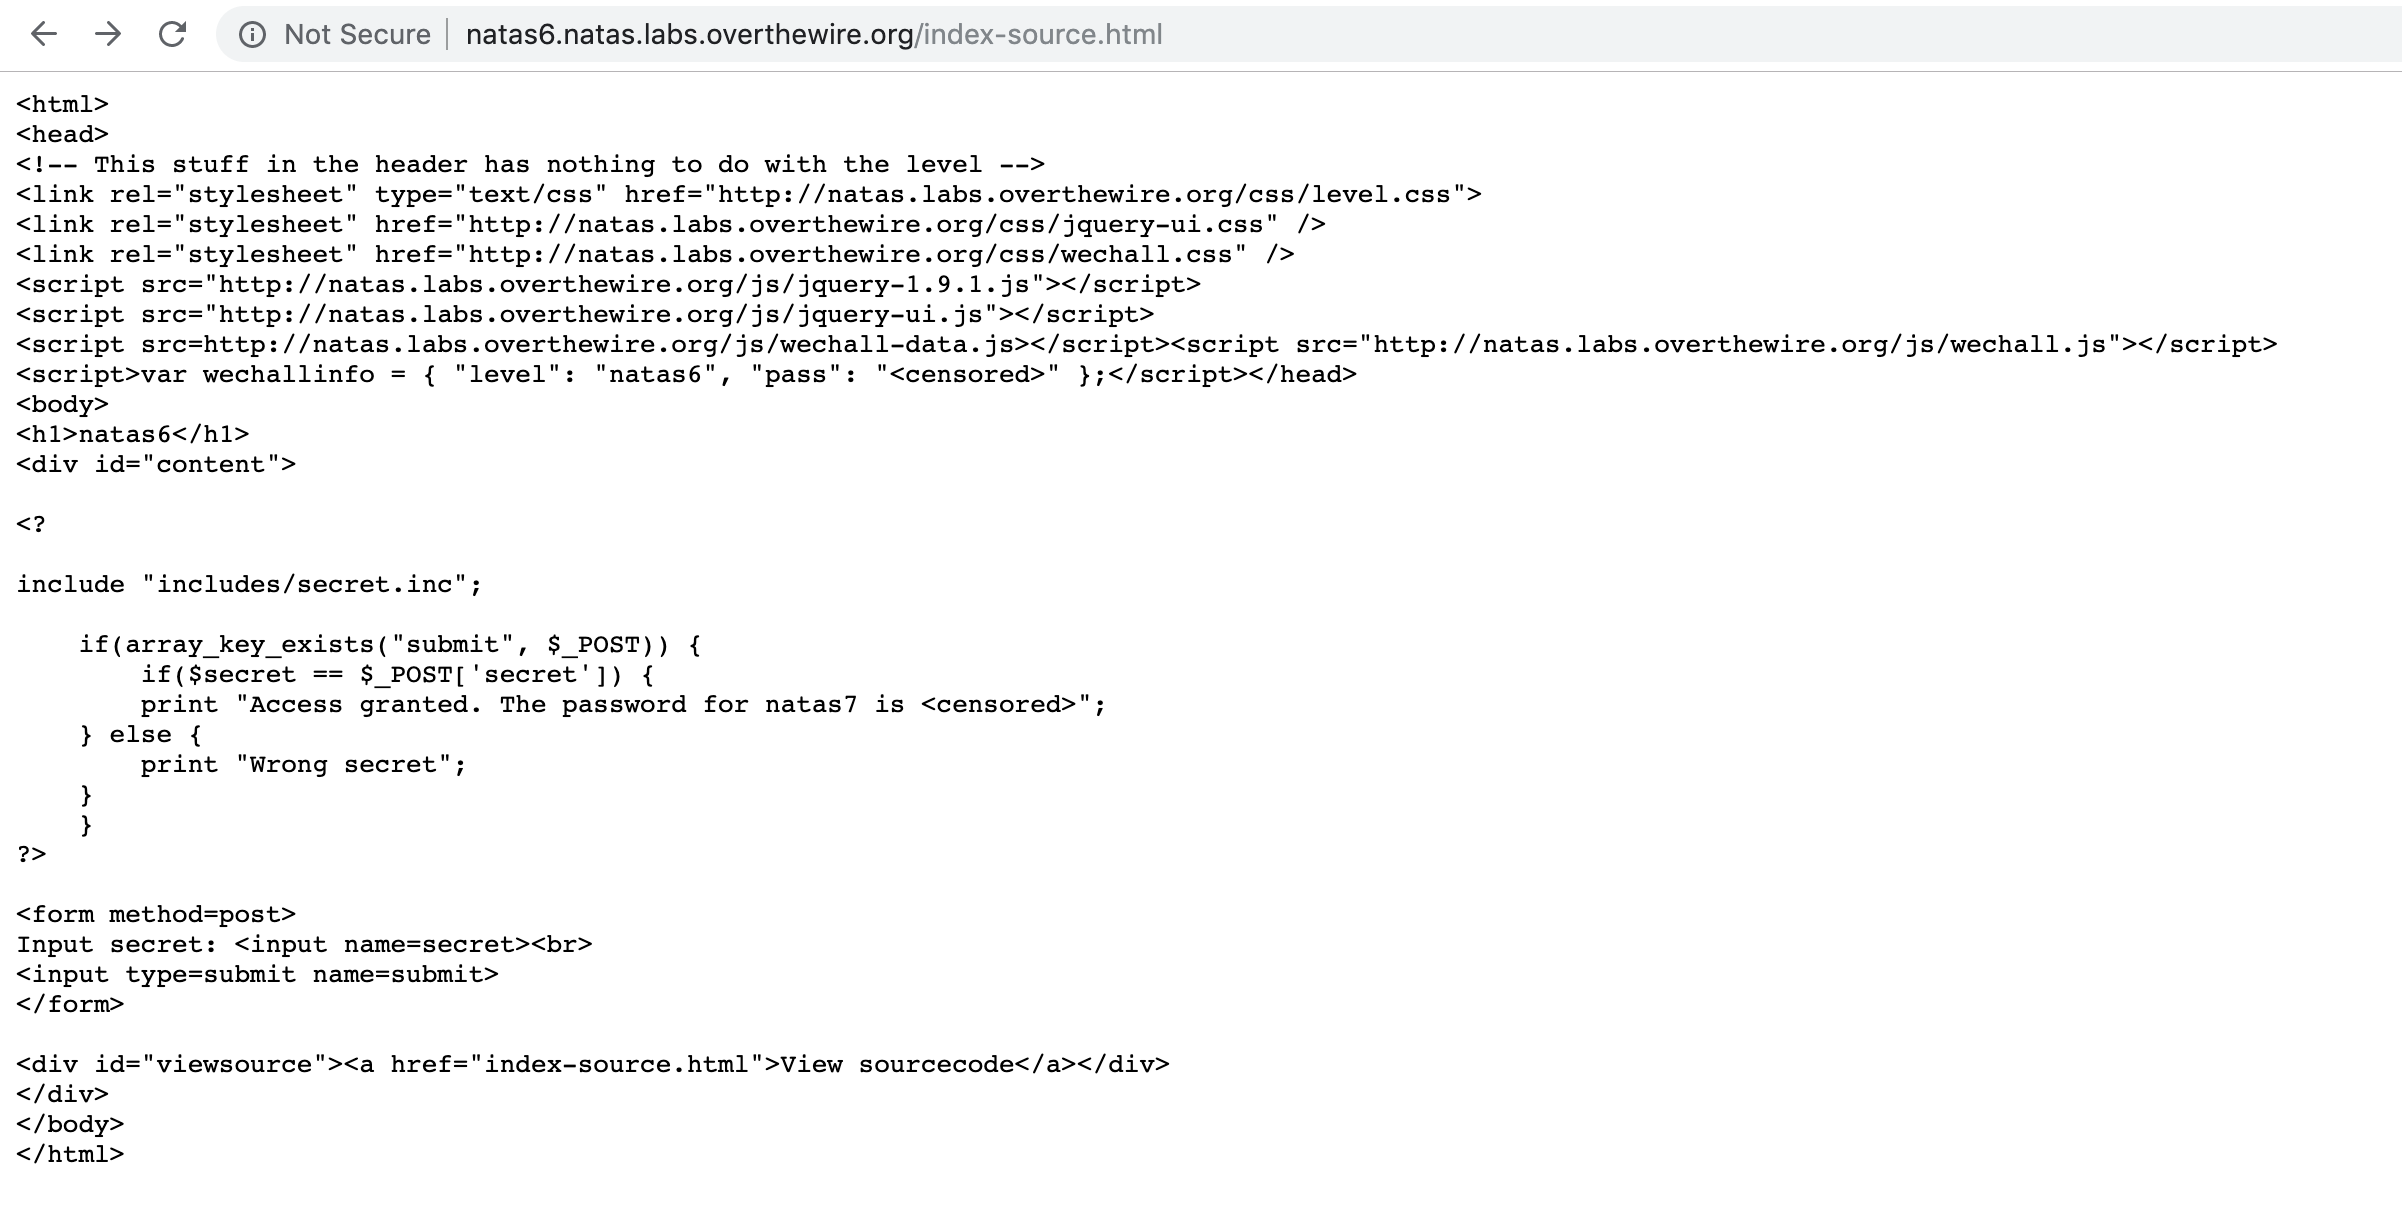 Not Secure | natas6.natas.labs.overthewire.org/index-source.html
<html>
<head>
<!-- This stuff in the header has nothing to do with the level -->
<link rel="stylesheet" type="text/css" href="http://natas.labs.overthewire.org/css/level.css">
<link rel="stylesheet" href="http://natas.labs.overthewire.org/css/jquery-ui.css" />
<link rel="stylesheet" href="http://natas.labs.overthewire.org/css/wechall.css" />
<script src="http://natas.labs.overthewire.org/js/jquery-1.9.1.js"></script>
<script src="http://natas.labs.overthewire.org/js/jquery-ui.js"></script>
<script src=http://natas.labs.overthewire.org/js/wechall-data.js></script><script src="http://natas.labs.overthewire.org/js/wechall.js"></script>
<script>var wechallinfo = { "level": "natas6", "pass": "<censored>" };</script></head>
<body>
<h1>natas6</h1>
<div id="content">

<?

include "includes/secret.inc";

    if(array_key_exists("submit", $_POST)) {
        if($secret == $_POST['secret']) {
        print "Access granted. The password for natas7 is <censored>";
    } else {
        print "Wrong secret";
    }
    }
?>

<form method=post>
Input secret: <input name=secret><br>
<input type=submit name=submit>
</form>

<div id="viewsource"><a href="index-source.html">View sourcecode</a></div>
</div>
</body>
</html>